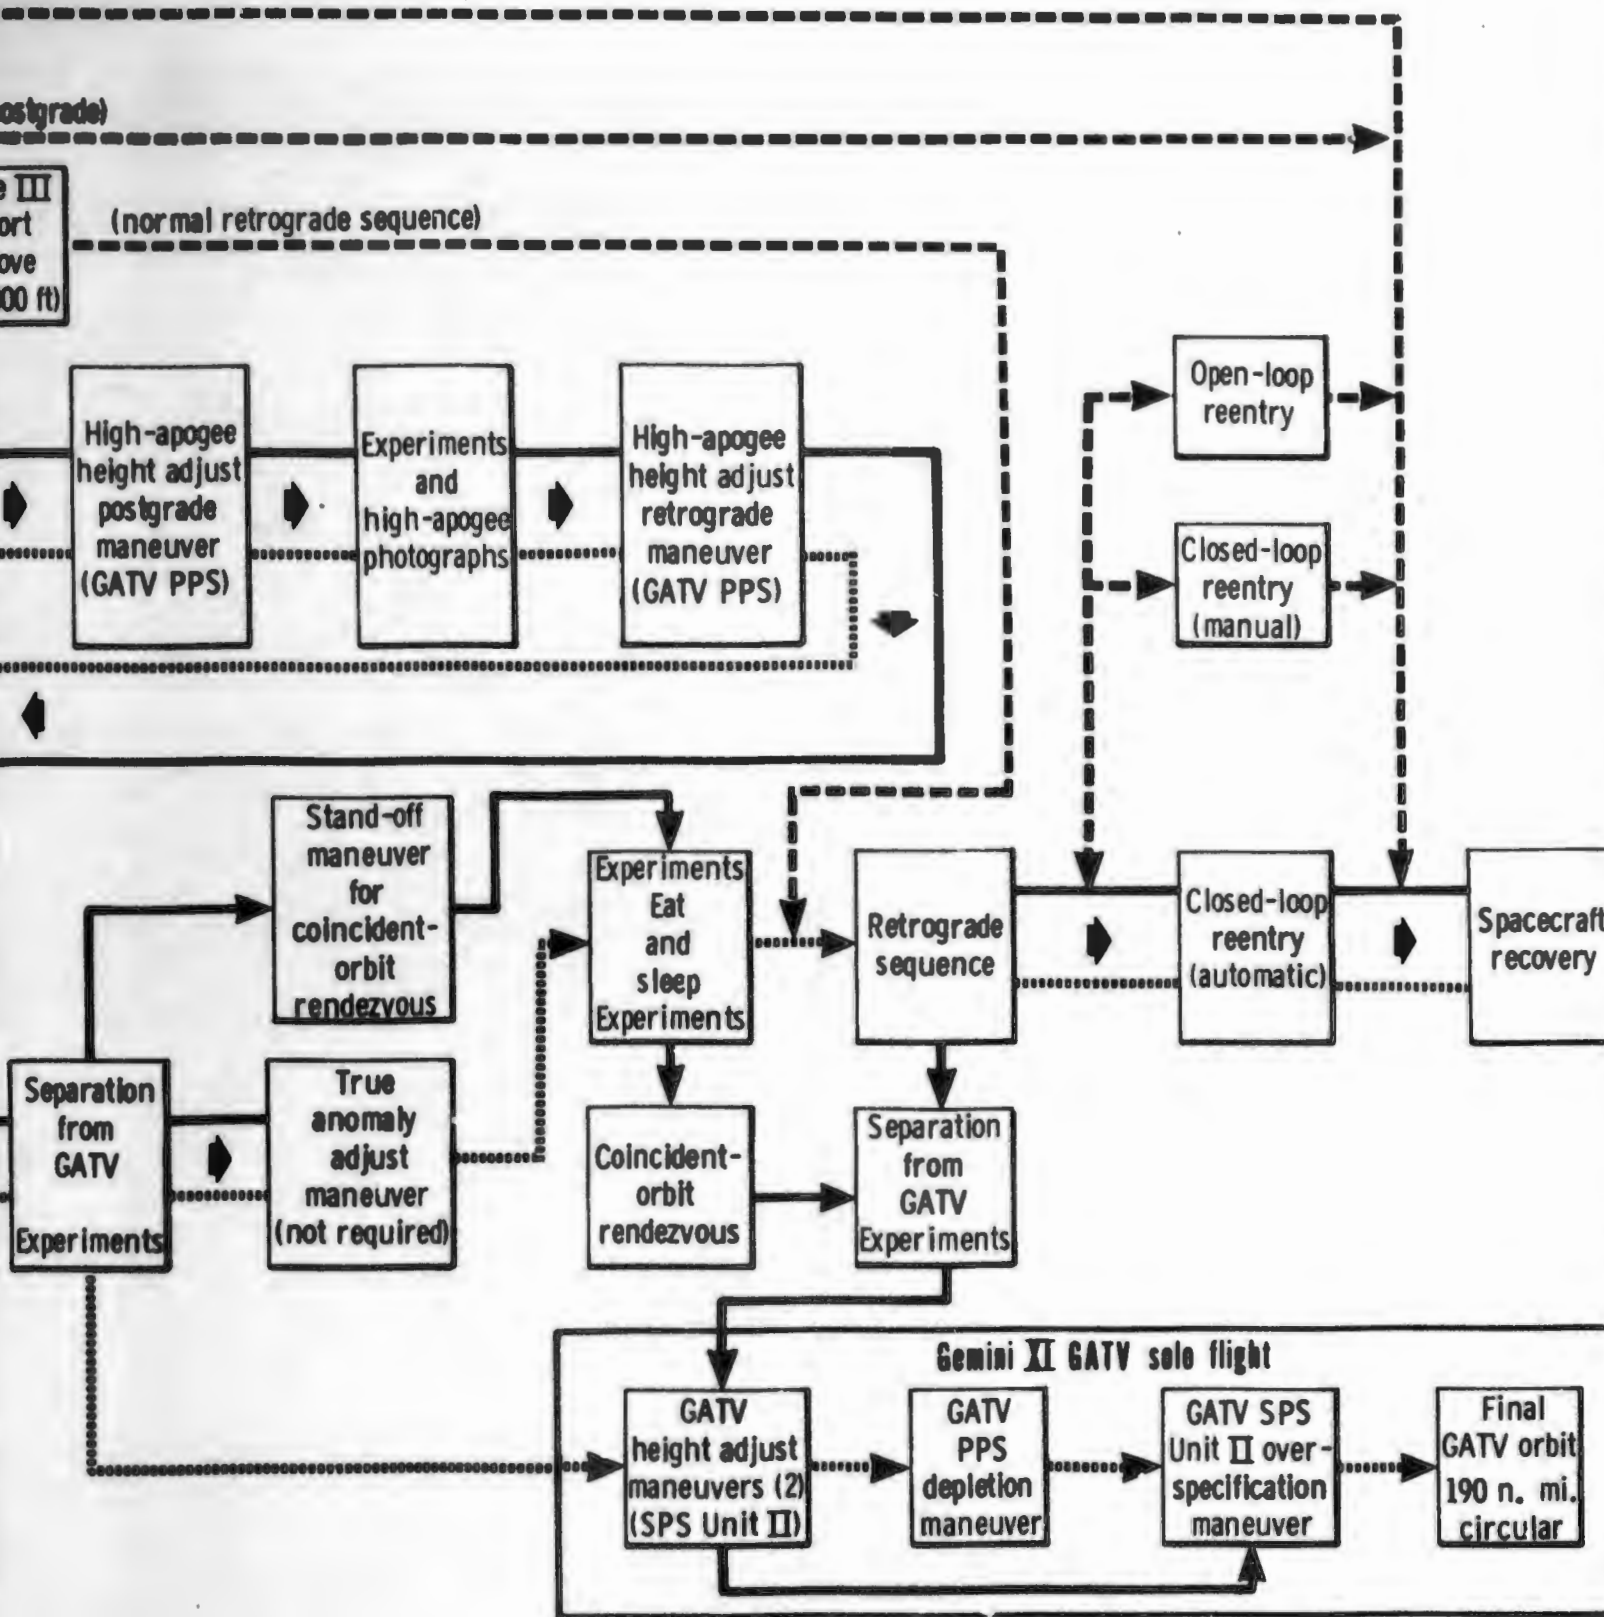 ostgrade)
e III
ort
ove
00 ft)
(normal retrograde sequence)
High-apogee
height adjust
postgrade
maneuver
(GATV PPS)
Experiments
and
high-apogee
photographs
High-apogee
height adjust
retrograde
maneuver
(GATV PPS)
Open-loop
reentry
Closed-loop
reentry
(manual)
Stand-off
maneuver
for
coincident-
orbit
rendezvous
Experiments
Eat
and
sleep
Experiments
Retrograde
sequence
Closed-loop
reentry
(automatic)
Spacecraft
recovery
Separation
from
GATV
Experiments
True
anomaly
adjust
maneuver
(not required)
Coincident-
orbit
rendezvous
Separation
from
GATV
Experiments
Gemini XI GATV solo flight
GATV
height adjust
maneuvers (2)
(SPS Unit II)
GATV
PPS
depletion
maneuver
GATV SPS
Unit II over-
specification
maneuver
Final
GATV orbit
190 n. mi.
circular